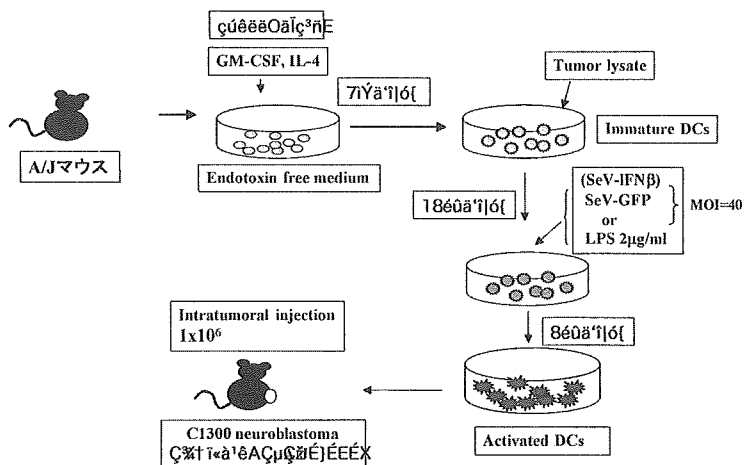 GM-CSF, IL-4
Tumor lysate
A/Jマウス
Endotoxin free medium
Immature DCs
(SeV-IFNβ)
SeV-GFP
or
LPS 2μg/ml
MOI=40
Intratumoral injection
1x10⁶
C1300 neuroblastoma
Activated DCs